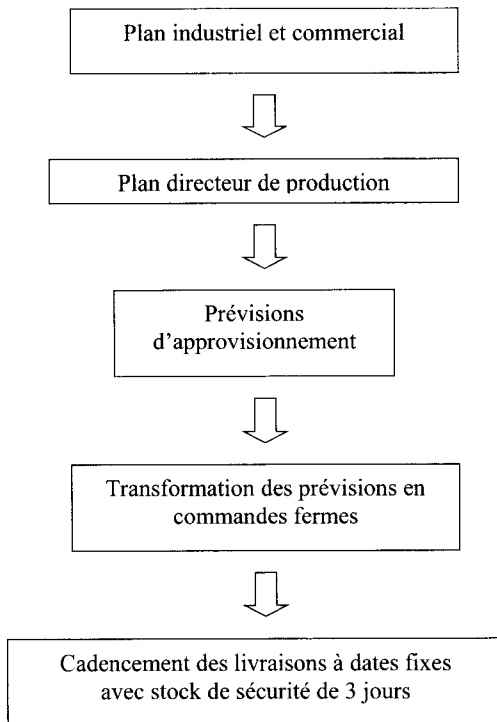 Plan industriel et commercial
Plan directeur de production
Prévisions
d'approvisionnement
Transformation des prévisions en
commandes fermes
Cadencement des livraisons à dates fixes
avec stock de sécurité de 3 jours